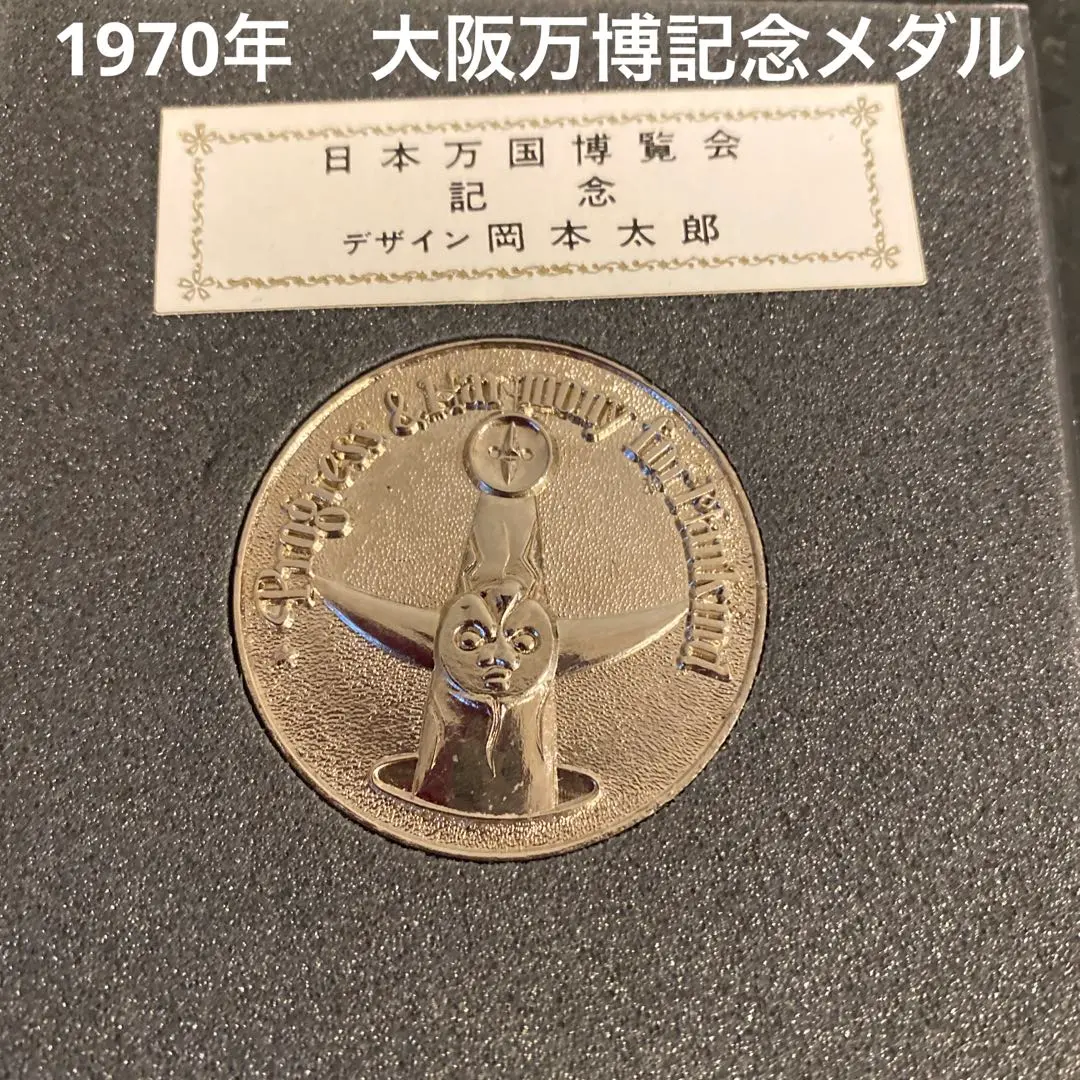 1970年　大阪万博記念メダル
日本万国博覧会
記念
デザイン 岡本太郎
Progress & Harmony for Mankind